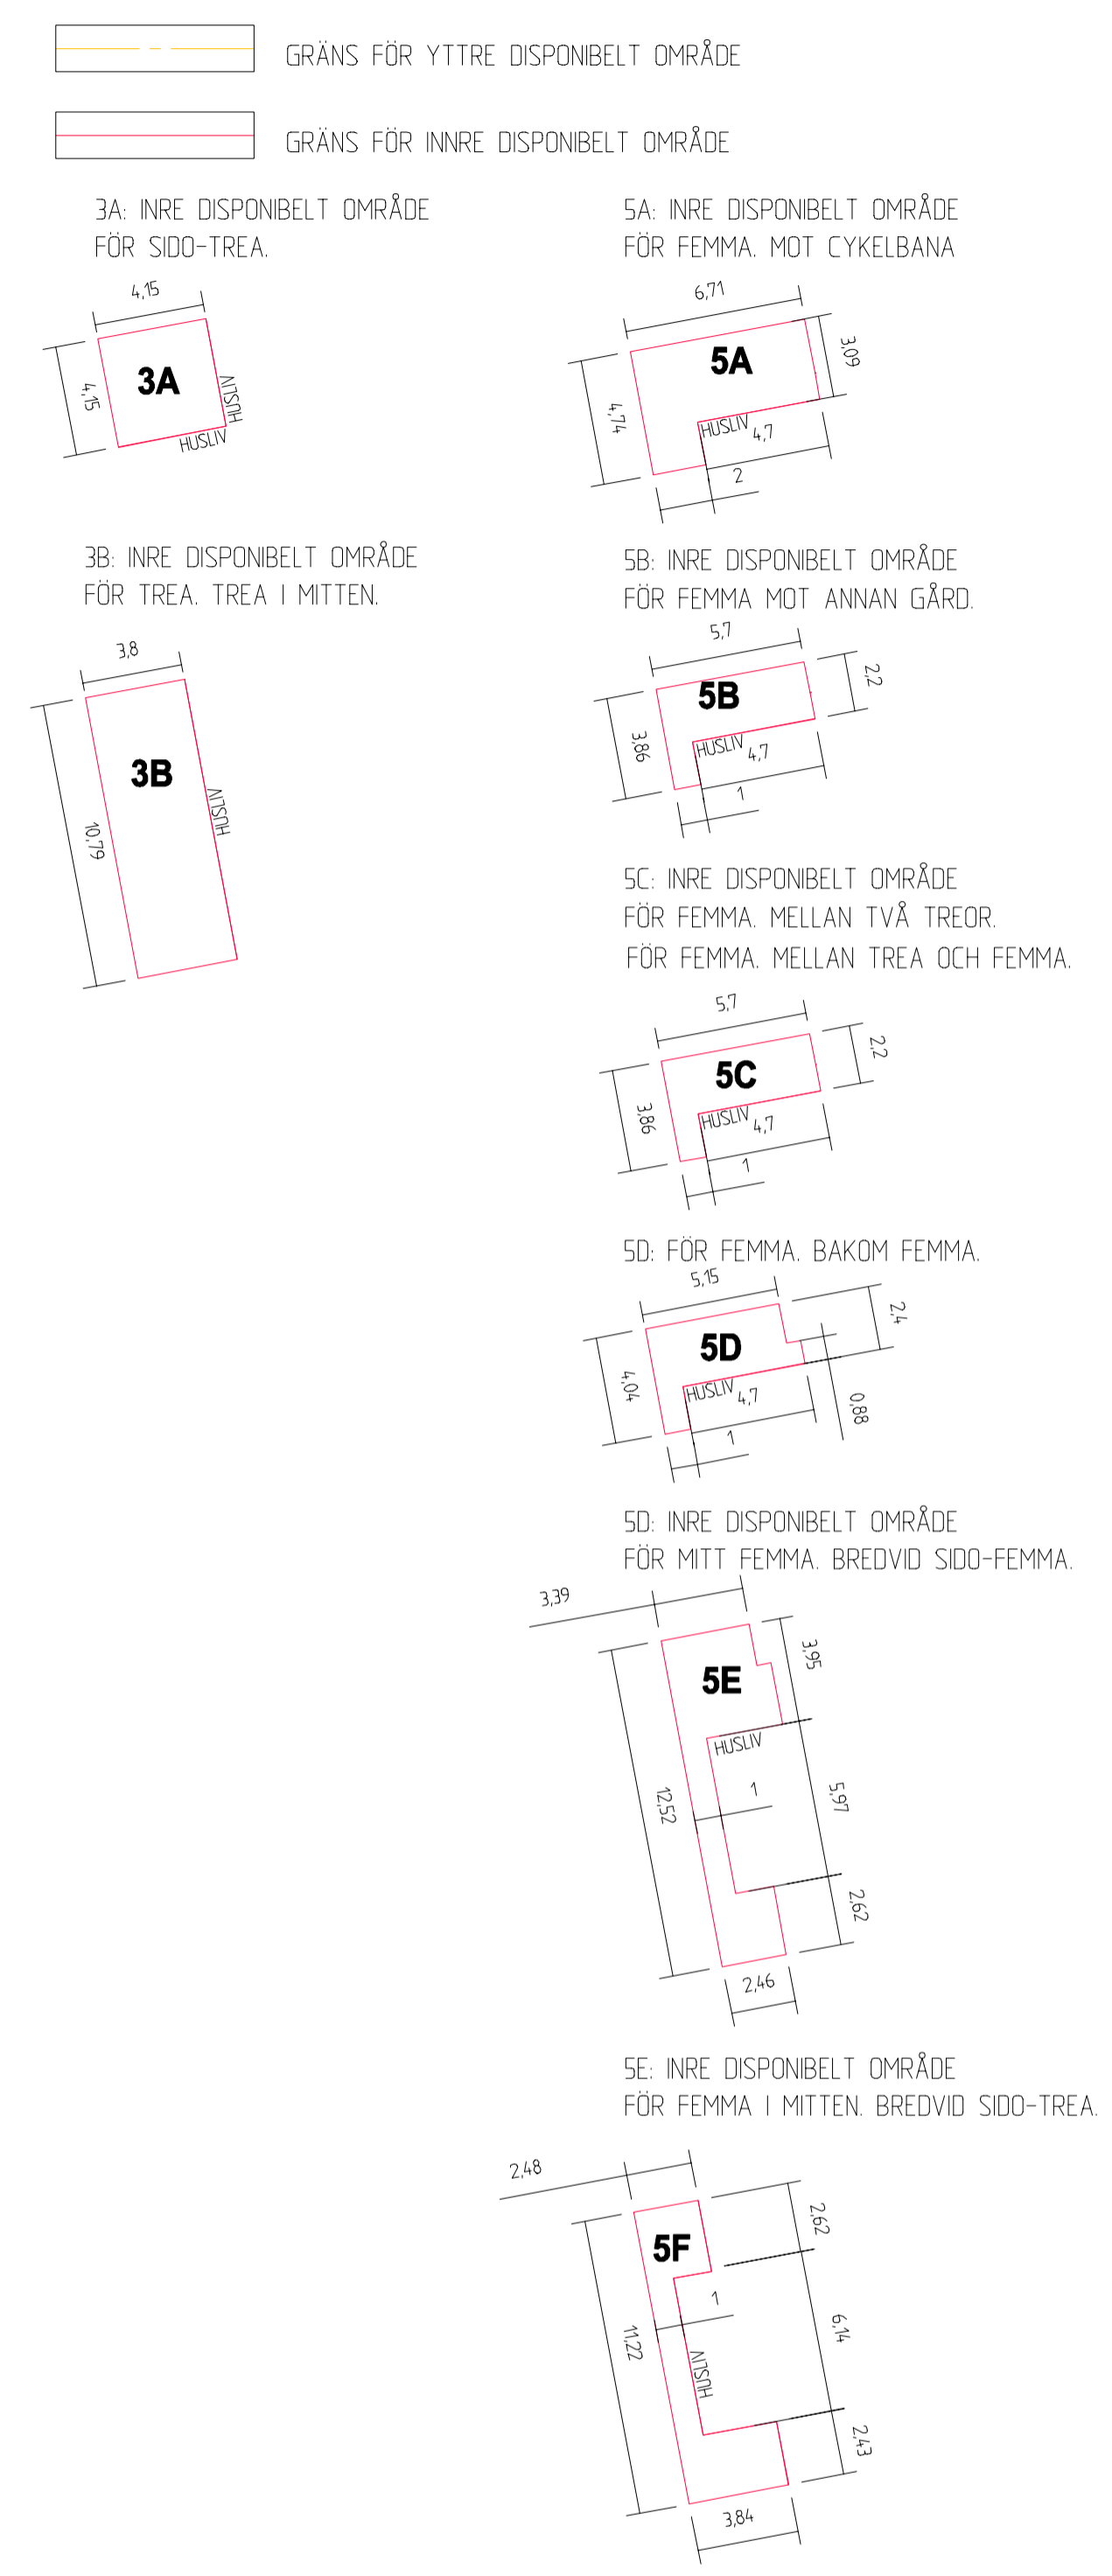 GRÄNS FÖR YTTRE DISPONIBELT OMRÅDE
GRÄNS FÖR INNRE DISPONIBELT OMRÅDE
3A: INRE DISPONIBELT OMRÅDE
FÖR SIDO-TREA.
4,15
4,15
3A
HUSLIV
HUSLIV
3B: INRE DISPONIBELT OMRÅDE
FÖR TREA. TREA I MITTEN.
3,8
3B
10,79
HUSLIV
5A: INRE DISPONIBELT OMRÅDE
FÖR FEMMA. MOT CYKELBANA
6,71
5A
3,09
4,74
HUSLIV
4,7
2
5B: INRE DISPONIBELT OMRÅDE
FÖR FEMMA MOT ANNAN GÅRD.
5,7
5B
2,2
3,86
HUSLIV
4,7
1
5C: INRE DISPONIBELT OMRÅDE
FÖR FEMMA. MELLAN TVÅ TREOR.
FÖR FEMMA. MELLAN TREA OCH FEMMA.
5,7
5C
2,2
3,86
HUSLIV
4,7
1
5D: FÖR FEMMA. BAKOM FEMMA.
5,15
5D
2,4
4,04
HUSLIV
4,7
0,88
1
5D: INRE DISPONIBELT OMRÅDE
FÖR MITT FEMMA. BREDVID SIDO-FEMMA.
3,39
5E
3,95
HUSLIV
12,52
1
5,97
2,62
2,46
5E: INRE DISPONIBELT OMRÅDE
FÖR FEMMA I MITTEN. BREDVID SIDO-TREA.
2,48
5F
2,62
1
11,22
6,14
HUSLIV
2,43
3,84